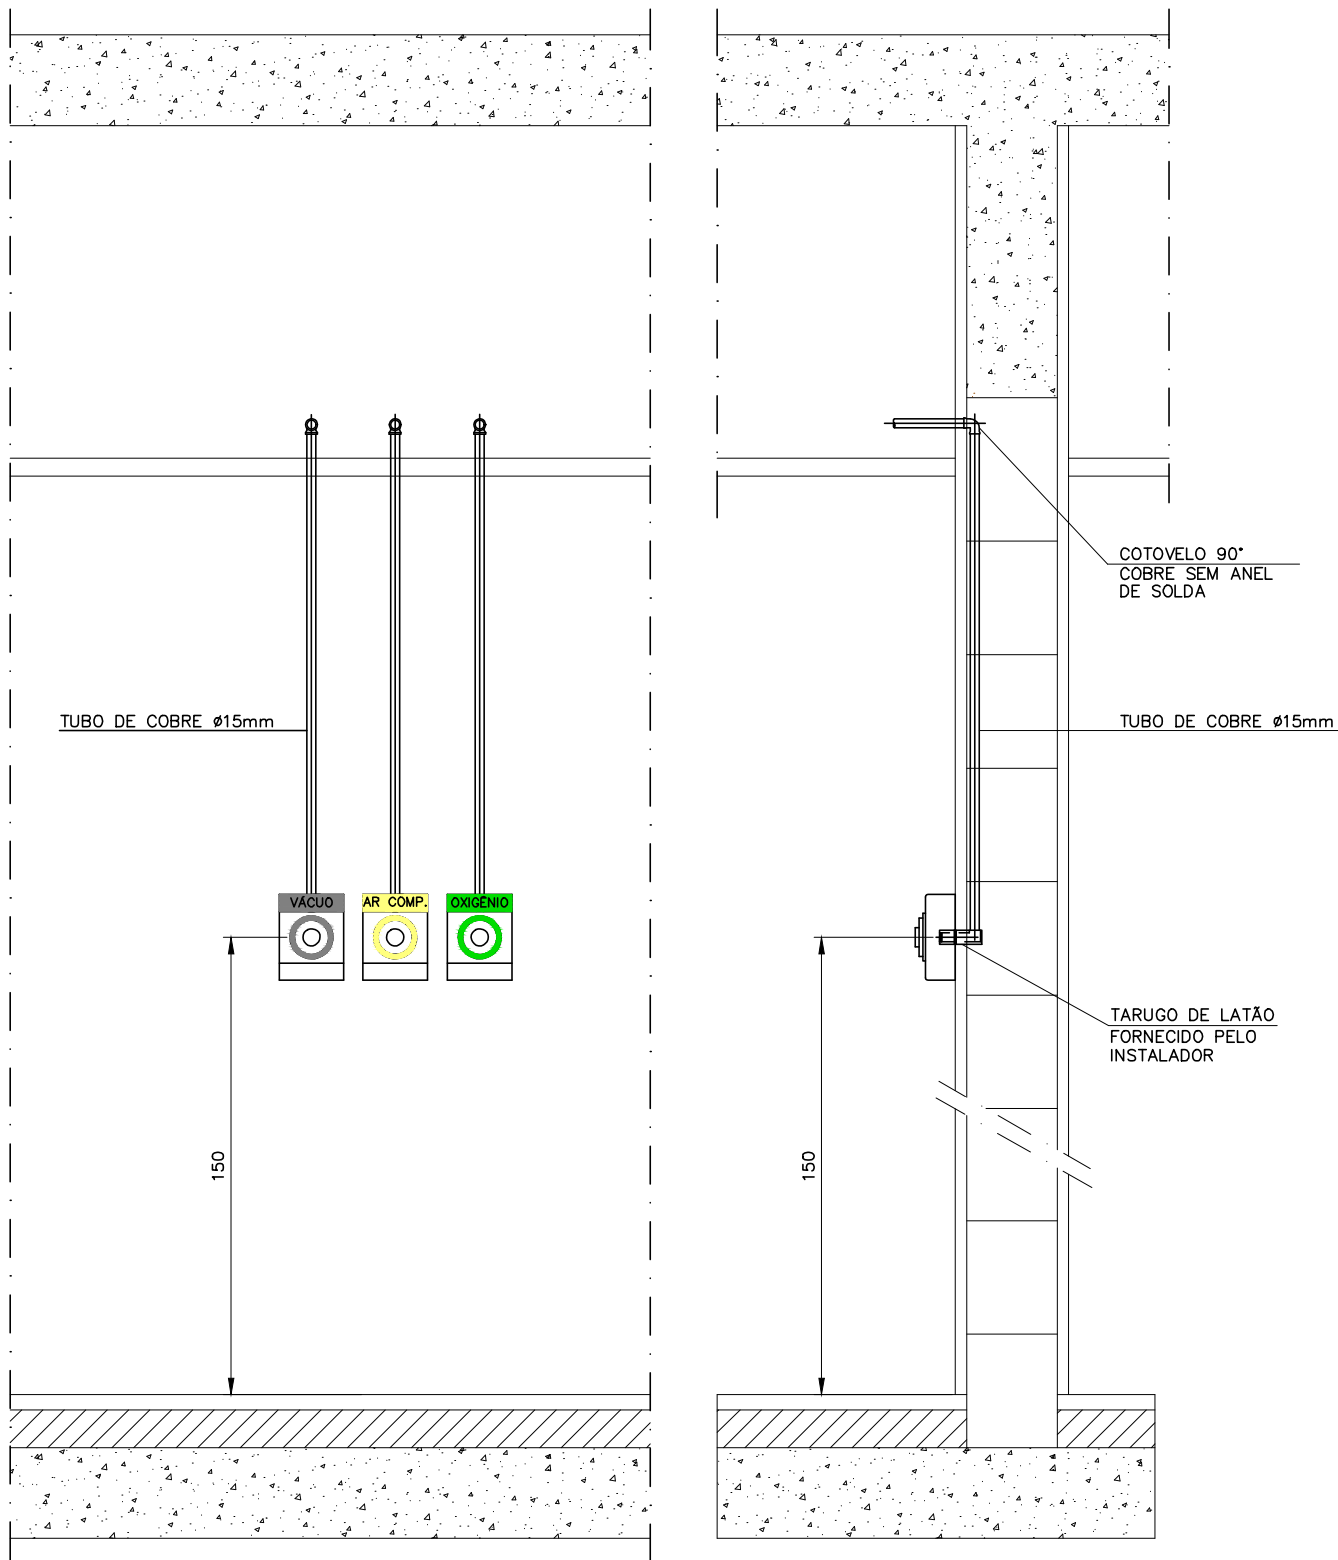 TUBO DE COBRE ø15mm
VÁCUO
AR COMP.
OXIGÊNIO
150
COTOVELO 90°
COBRE SEM ANEL
DE SOLDA
TUBO DE COBRE ø15mm
TARUGO DE LATÃO
FORNECIDO PELO
INSTALADOR
150